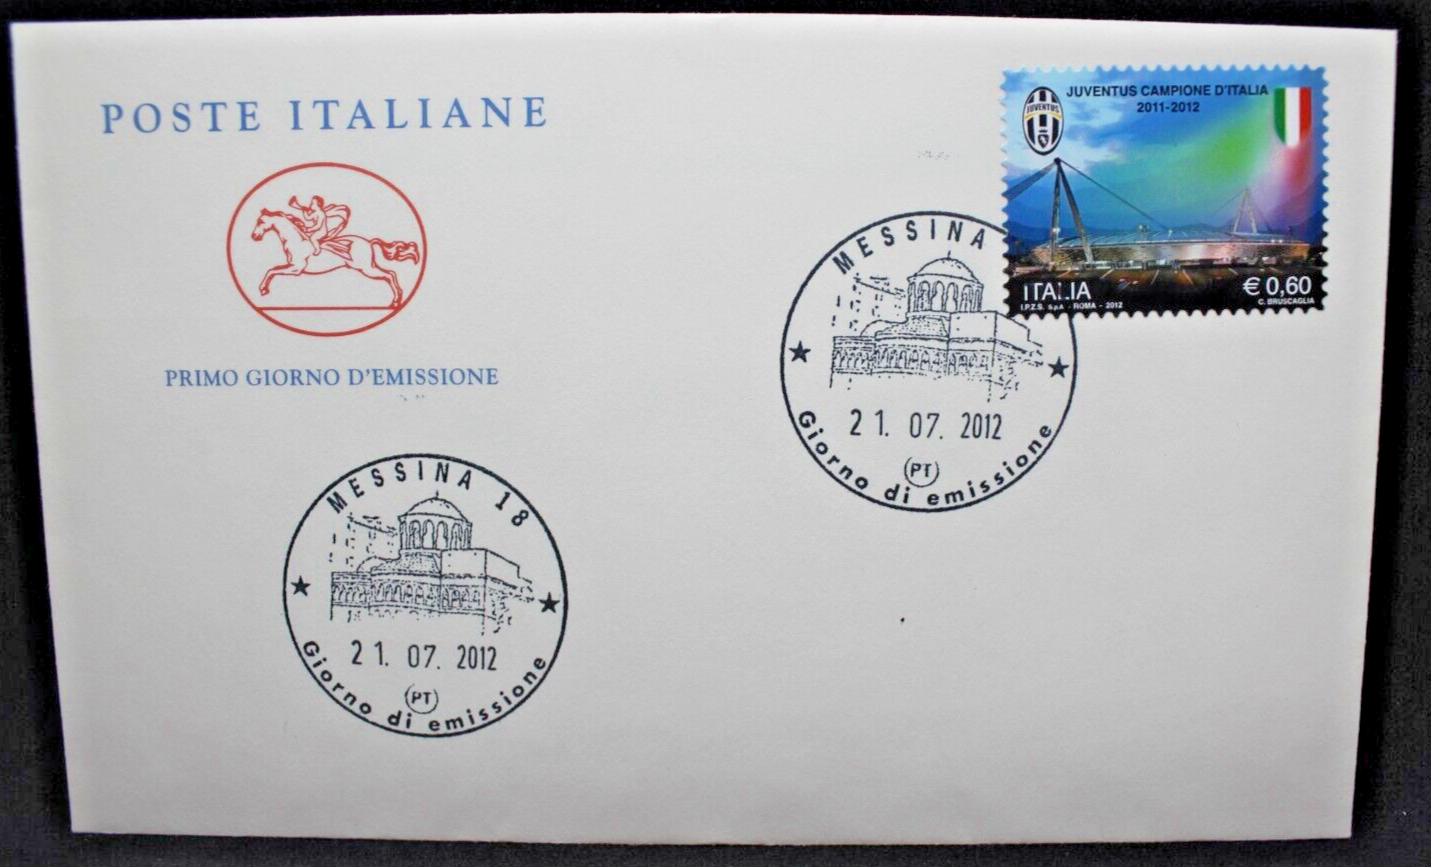 POSTE ITALIANE
PRIMO GIORNO D'EMISSIONE
JUVENTUS CAMPIONE D'ITALIA
2011-2012
JUVENTUS
ITALIA
€ 0,60
I.P.Z.S. S.p.A. - ROMA - 2012
C. BRUSCAGLIA
MESSINA
21. 07. 2012
PT
Giorno di emissione
MESSINA 18
21. 07. 2012
PT
Giorno di emissione